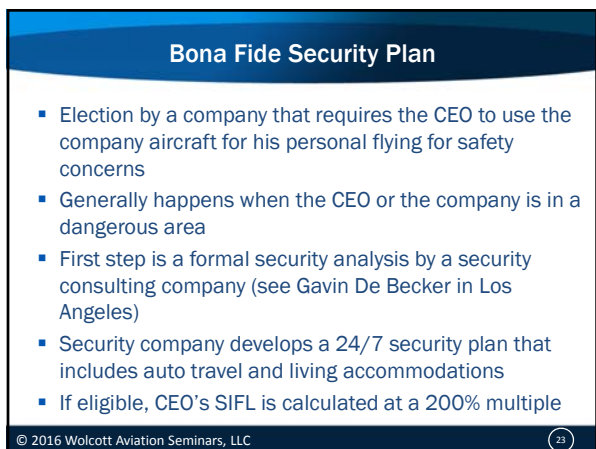 Bona Fide Security Plan
▪ Election by a company that requires the CEO to use the
company aircraft for his personal flying for safety
concerns
▪ Generally happens when the CEO or the company is in a
dangerous area
▪ First step is a formal security analysis by a security
consulting company (see Gavin De Becker in Los
Angeles)
▪ Security company develops a 24/7 security plan that
includes auto travel and living accommodations
▪ If eligible, CEO's SIFL is calculated at a 200% multiple
© 2016 Wolcott Aviation Seminars, LLC
23